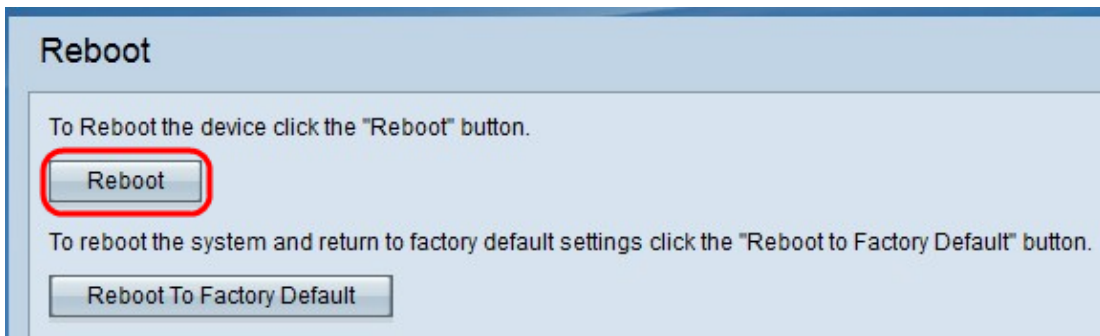 Reboot
To Reboot the device click the "Reboot" button.
Reboot
To reboot the system and return to factory default settings click the "Reboot to Factory Default" button.
Reboot To Factory Default